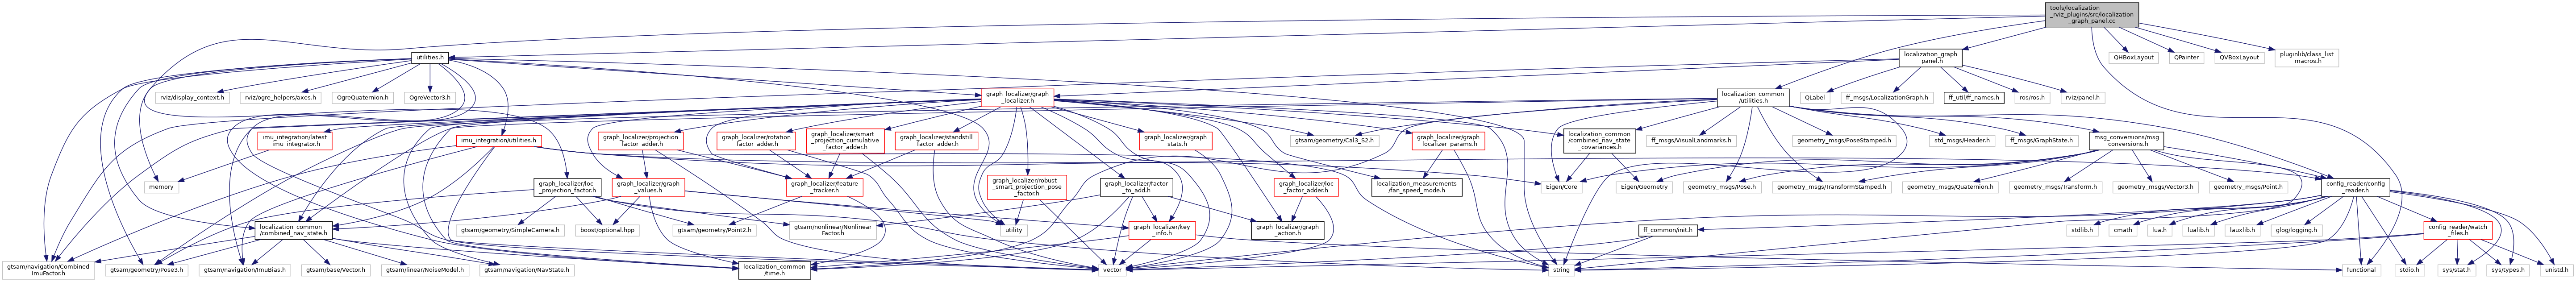 tools/localization
_rviz_plugins/src/localization
_graph_panel.cc
utilities.h
localization_graph
_panel.h
QHBoxLayout
QPainter
QVBoxLayout
pluginlib/class_list
_macros.h
rviz/display_context.h
rviz/ogre_helpers/axes.h
OgreQuaternion.h
OgreVector3.h
graph_localizer/graph
_localizer.h
localization_common
/utilities.h
QLabel
ff_msgs/LocalizationGraph.h
ff_util/ff_names.h
ros/ros.h
rviz/panel.h
imu_integration/latest
_imu_integrator.h
imu_integration/utilities.h
graph_localizer/projection
_factor_adder.h
graph_localizer/rotation
_factor_adder.h
graph_localizer/smart
_projection_cumulative
_factor_adder.h
graph_localizer/standstill
_factor_adder.h
graph_localizer/graph
_stats.h
gtsam/geometry/Cal3_S2.h
graph_localizer/graph
_localizer_params.h
localization_common
/combined_nav_state
_covariances.h
ff_msgs/VisualLandmarks.h
geometry_msgs/PoseStamped.h
std_msgs/Header.h
ff_msgs/GraphState.h
msg_conversions/msg
_conversions.h
memory
graph_localizer/loc
_projection_factor.h
graph_localizer/graph
_values.h
graph_localizer/feature
_tracker.h
graph_localizer/robust
_smart_projection_pose
_factor.h
graph_localizer/factor
_to_add.h
graph_localizer/loc
_factor_adder.h
localization_measurements
/fan_speed_mode.h
Eigen/Core
Eigen/Geometry
geometry_msgs/Pose.h
geometry_msgs/TransformStamped.h
geometry_msgs/Quaternion.h
geometry_msgs/Transform.h
geometry_msgs/Vector3.h
geometry_msgs/Point.h
config_reader/config
_reader.h
localization_common
/combined_nav_state.h
gtsam/geometry/SimpleCamera.h
boost/optional.hpp
gtsam/geometry/Point2.h
gtsam/nonlinear/Nonlinear
Factor.h
utility
graph_localizer/key
_info.h
graph_localizer/graph
_action.h
ff_common/init.h
stdlib.h
cmath
lua.h
lualib.h
lauxlib.h
glog/logging.h
config_reader/watch
_files.h
gtsam/navigation/Combined
ImuFactor.h
gtsam/geometry/Pose3.h
gtsam/navigation/ImuBias.h
gtsam/base/Vector.h
gtsam/linear/NoiseModel.h
gtsam/navigation/NavState.h
localization_common
/time.h
vector
string
functional
stdio.h
sys/stat.h
sys/types.h
unistd.h